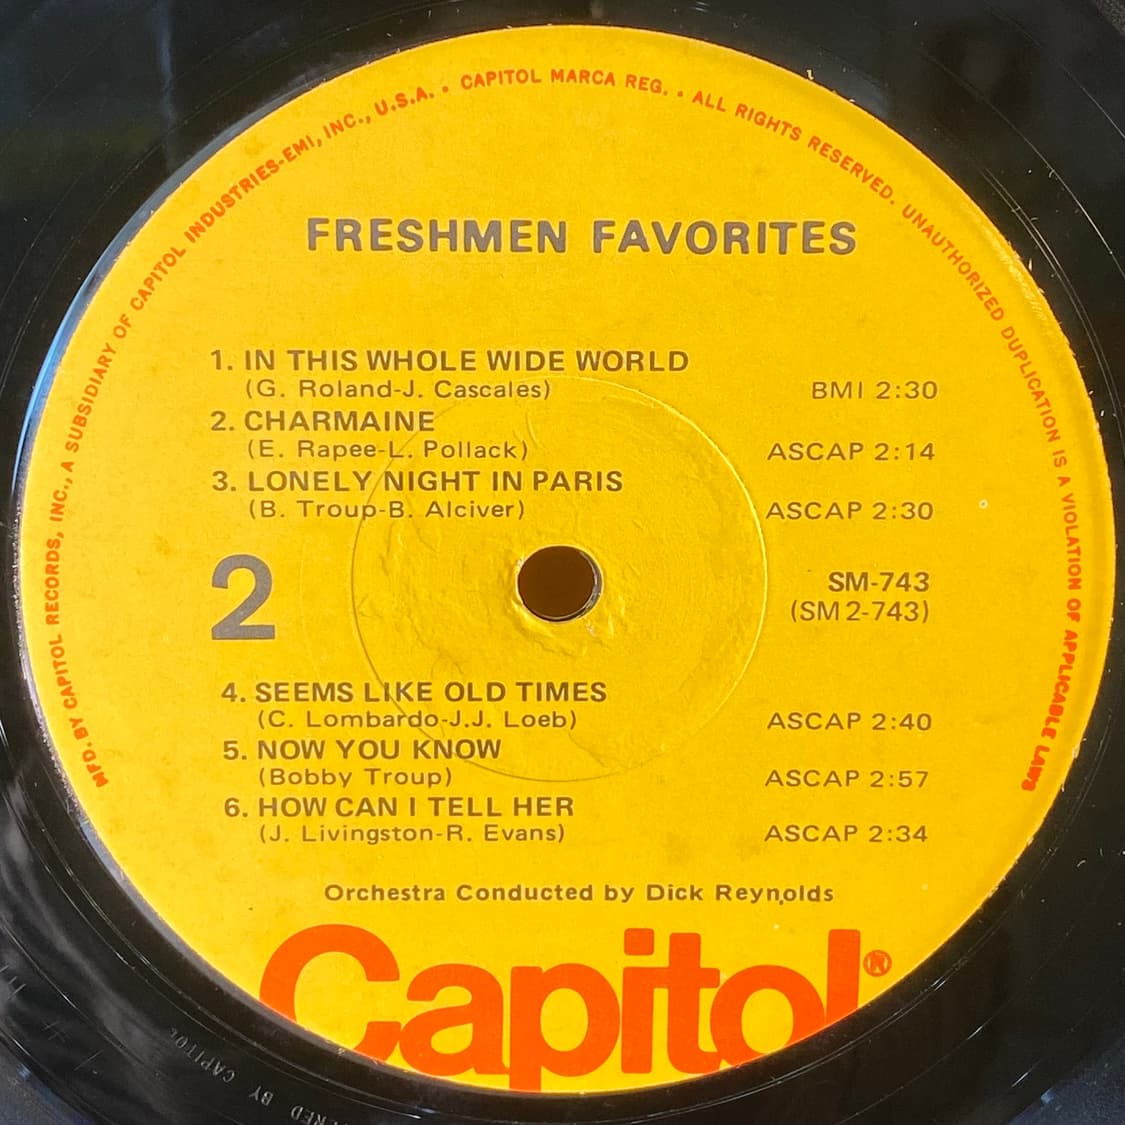 MFD. BY CAPITOL RECORDS, INC., A SUBSIDIARY OF CAPITOL INDUSTRIES-EMI, INC., U.S.A. • CAPITOL MARCA REG. • ALL RIGHTS RESERVED. UNAUTHORIZED DUPLICATION IS A VIOLATION OF APPLICABLE LAWS
FRESHMEN FAVORITES
1. IN THIS WHOLE WIDE WORLD
(G. Roland-J. Cascales) BMI 2:30
2. CHARMAINE
(E. Rapee-L. Pollack) ASCAP 2:14
3. LONELY NIGHT IN PARIS
(B. Troup-B. Alciver) ASCAP 2:30
2
SM-743
(SM2-743)
4. SEEMS LIKE OLD TIMES
(C. Lombardo-J.J. Loeb) ASCAP 2:40
5. NOW YOU KNOW
(Bobby Troup) ASCAP 2:57
6. HOW CAN I TELL HER
(J. Livingston-R. Evans) ASCAP 2:34
Orchestra Conducted by Dick Reynolds
Capitol®
BY CAPITOL